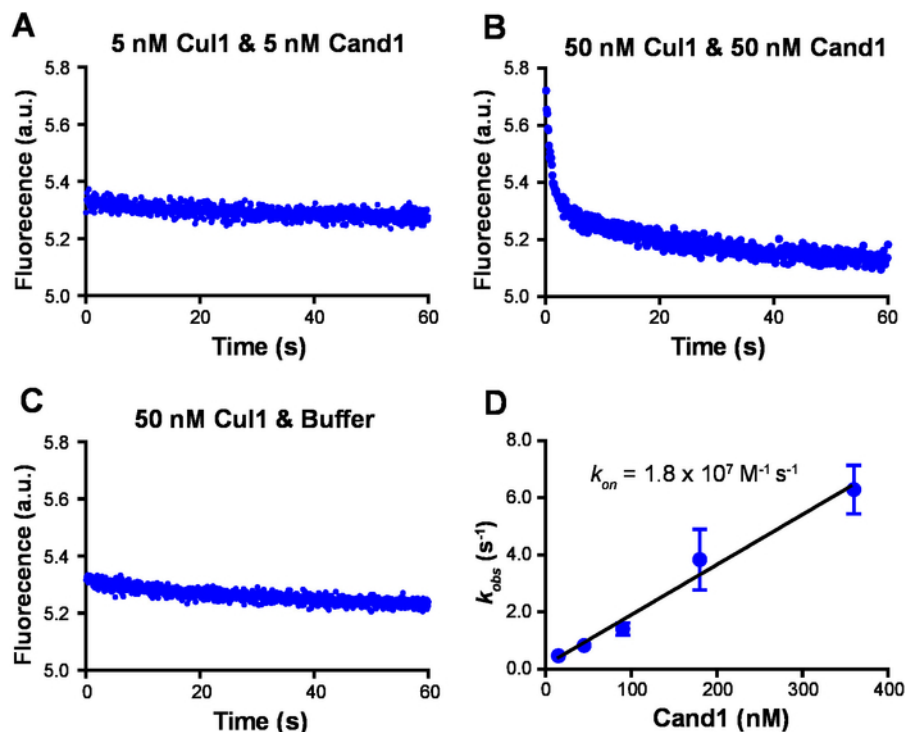 A
5 nM Cul1 & 5 nM Cand1
Fluorecence (a.u.)
5.8
5.6
5.4
5.2
5.0
0
20
40
60
Time (s)
B
50 nM Cul1 & 50 nM Cand1
Fluorecence (a.u.)
5.8
5.6
5.4
5.2
5.0
0
20
40
60
Time (s)
C
50 nM Cul1 & Buffer
Fluorecence (a.u.)
5.8
5.6
5.4
5.2
5.0
0
20
40
60
Time (s)
D
kon = 1.8 x 10⁷ M⁻¹ s⁻¹
kobs (s⁻¹)
8.0
6.0
4.0
2.0
0.0
0
100
200
300
400
Cand1 (nM)